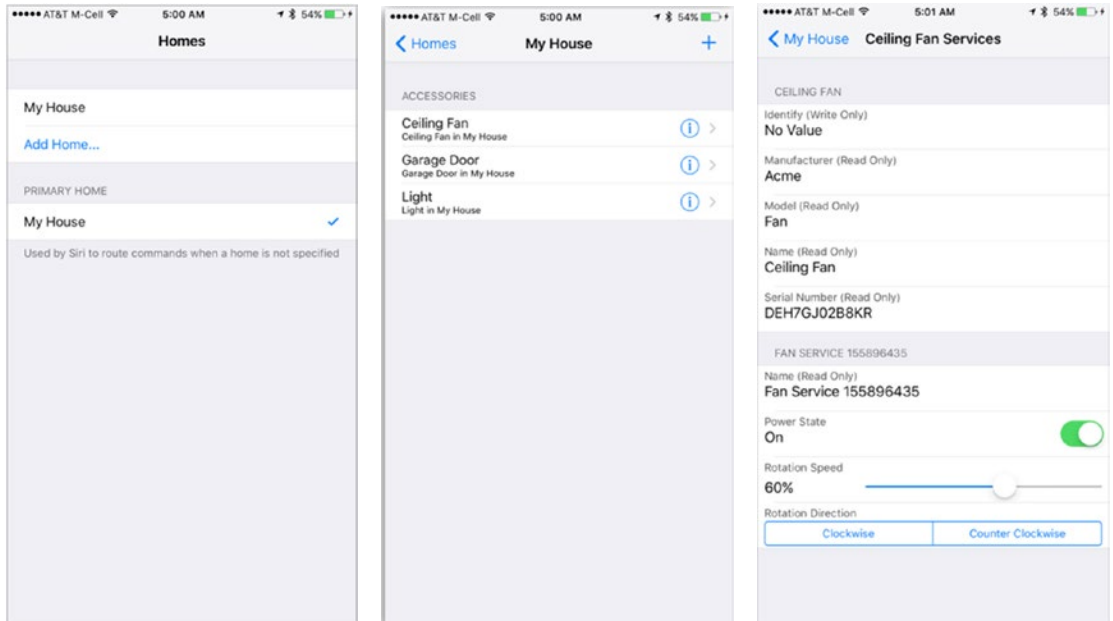 AT&T M-Cell 5:00 AM 54%
Homes
My House
Add Home...
PRIMARY HOME
My House
Used by Siri to route commands when a home is not specified
AT&T M-Cell 5:00 AM 54%
Homes My House +
ACCESSORIES
Ceiling Fan
Ceiling Fan in My House
Garage Door
Garage Door in My House
Light
Light in My House
AT&T M-Cell 5:01 AM 54%
My House Ceiling Fan Services
CEILING FAN
Identify (Write Only)
No Value
Manufacturer (Read Only)
Acme
Model (Read Only)
Fan
Name (Read Only)
Ceiling Fan
Serial Number (Read Only)
DEH7GJ02B8KR
FAN SERVICE 155896435
Name (Read Only)
Fan Service 155896435
Power State
On
Rotation Speed
60%
Rotation Direction
Clockwise Counter Clockwise